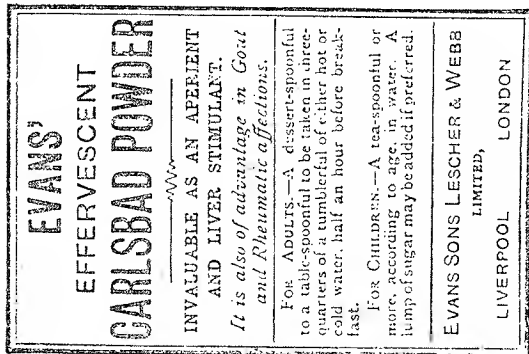 EVANS'
EFFERVESCENT
CARLSBAD POWDER
INVALUABLE AS AN APERIENT
AND LIVER STIMULANT.
It is also of advantage in Gout
and Rheumatic affections.
FOR ADULTS.—A dessert-spoonful
to a table-spoonful to be taken in three-
quarters of a tumblerful of either hot or
cold water, half an hour before break-
fast.
FOR CHILDREN.—A tea-spoonful or
more, according to age, in water. A
lump of sugar may be added if preferred.
EVANS SONS LESCHER & WEBB
LIMITED,
LIVERPOOL LONDON